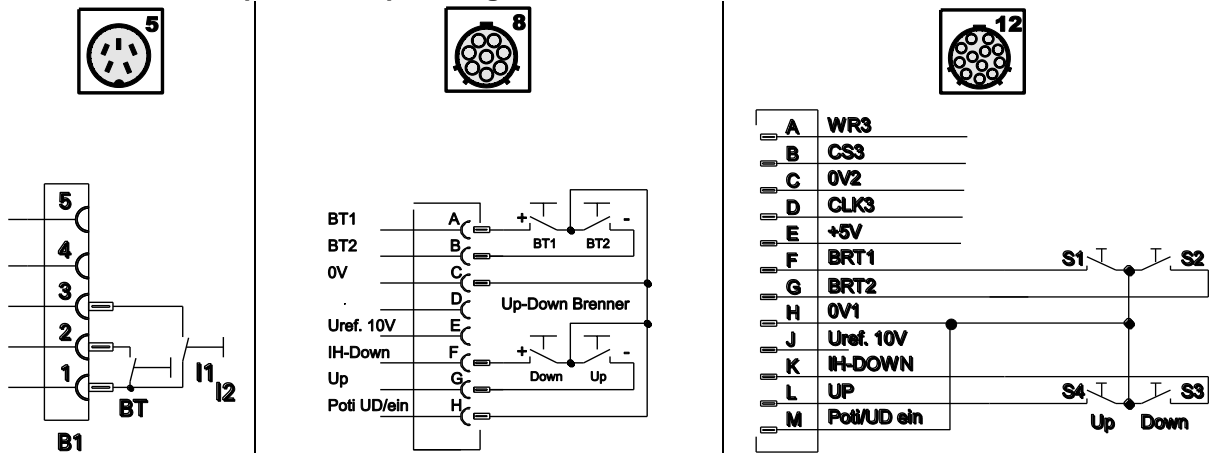 5
8
12
5
4
3
2
1
BT
I1
I2
B1
BT1 A + -
BT2 B BT1 BT2
0V C
D Up-Down Brenner
Uref. 10V E
IH-Down F + -
Up G Down Up
Poti UD/ein H
A WR3
B CS3
C 0V2
D CLK3
E +5V
F BRT1 S1 S2
G BRT2
H 0V1
J Uref. 10V
K IH-DOWN
L UP S4 S3
M Poti/UD ein Up Down